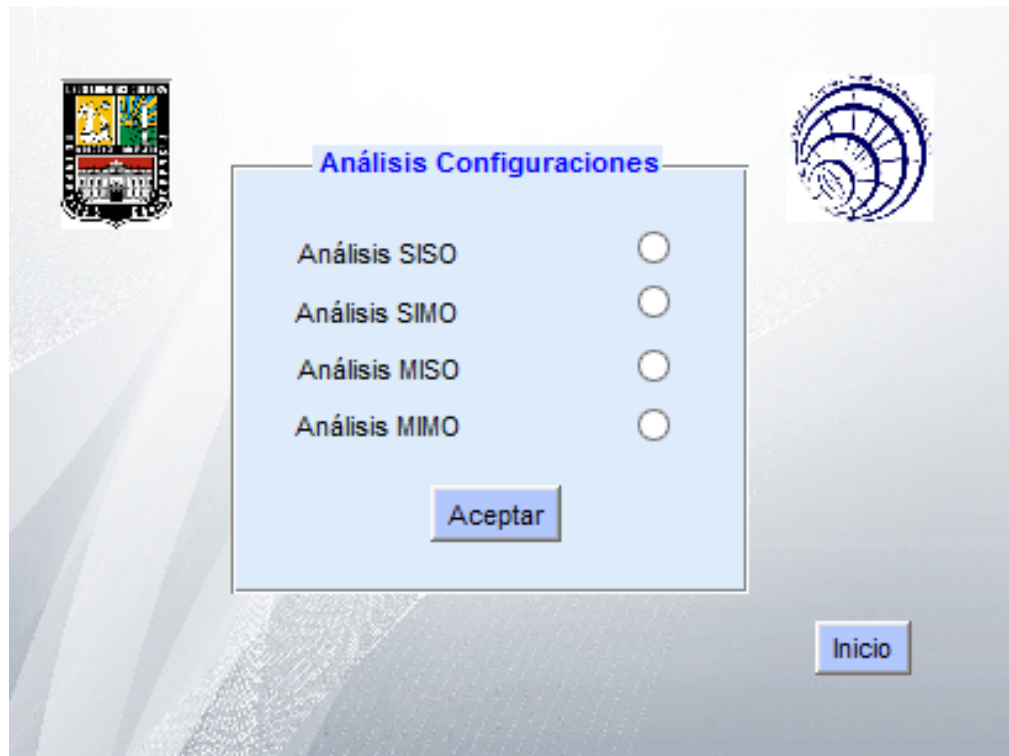 Análisis Configuraciones
Análisis SISO
Análisis SIMO
Análisis MISO
Análisis MIMO
Aceptar
Inicio